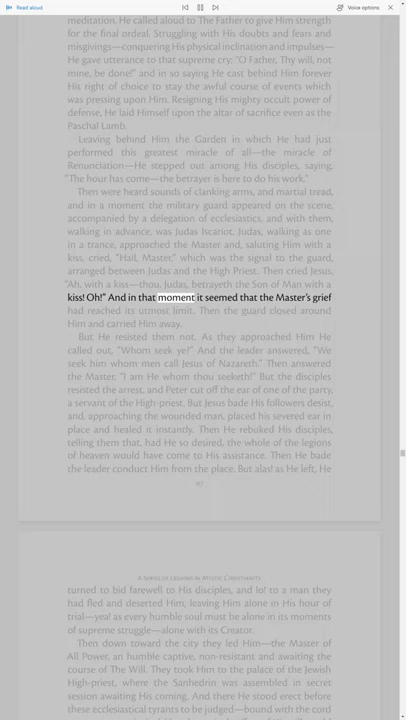 Read aloud
Voice options
meditation. He called aloud to The Father to give Him strength
for the final ordeal. Struggling with His doubts and fears and
misgivings—conquering His physical inclination and impulses—
He gave utterance to that supreme cry: "O Father, Thy will, not
mine, be done!" and in so saying He cast behind Him forever
His right of choice to stay the awful course of events which
was pressing upon Him. Resigning His mighty occult power of
defense, He laid Himself upon the altar of sacrifice even as the
Paschal Lamb.
Leaving behind Him the Garden in which He had just
performed this greatest miracle of all—the miracle of
Renunciation—He stepped out among His disciples, saying,
"The hour has come—the betrayer is here to do his work."
Then were heard sounds of clanking arms, and martial tread,
and in a moment the military guard appeared on the scene,
accompanied by a delegation of ecclesiastics, and with them,
walking in advance, was Judas Iscariot. Judas, walking as one
in a trance, approached the Master and, saluting Him with a
kiss, cried, "Hail, Master," which was the signal to the guard,
arranged between Judas and the High Priest. Then cried Jesus,
"Ah, with a kiss—thou, Judas, betrayeth the Son of Man with a
kiss! Oh!" And in that moment it seemed that the Master's grief
had reached its utmost limit. Then the guard closed around
Him and carried Him away.
But He resisted them not. As they approached Him He
called out, "Whom seek ye?" And the leader answered, "We
seek him whom men call Jesus of Nazareth." Then answered
the Master, "I am He whom thou seeketh!" But the disciples
resisted the arrest, and Peter cut off the ear of one of the party,
a servant of the High-priest. But Jesus bade His followers desist,
and, approaching the wounded man, placed his severed ear in
place and healed it instantly. Then He rebuked His disciples,
telling them that, had He so desired, the whole of the legions
of heaven would have come to His assistance. Then He bade
the leader conduct Him from the place. But alas! as He left, He
A Series of Lessons in Mystic Christianity
turned to bid farewell to His disciples, and lo! to a man they
had fled and deserted Him, leaving Him alone in His hour of
trial—yea! as every humble soul must be alone in its moments
of supreme struggle—alone with its Creator.
Then down toward the city they led Him—the Master of
All Power, an humble captive, non-resistant and awaiting the
course of The Will. They took Him to the palace of the Jewish
High-priest, where the Sanhedrin was assembled in secret
session awaiting His coming. And there He stood erect before
these ecclesiastical tyrants to be judged—bound with the cord